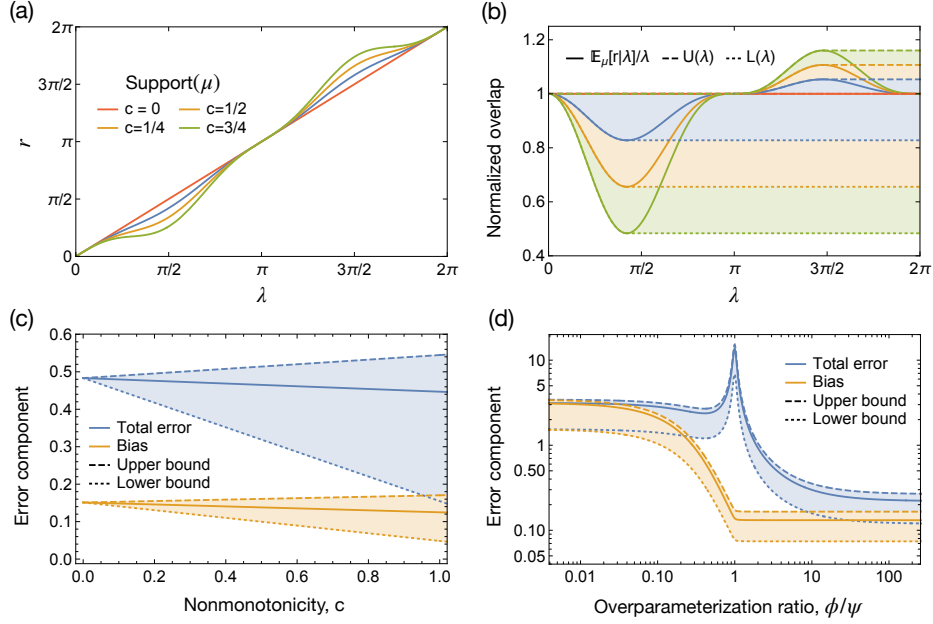 (a)
2π
3π/2
π
π/2
0
r
Support(μ)
c = 0
c=1/2
c=1/4
c=3/4
0
π/2
π
3π/2
2π
λ
(b)
1.2
1
0.8
0.6
0.4
Normalized overlap
𝔼μ[r|λ]/λ
U(λ)
L(λ)
0
π/2
π
3π/2
2π
λ
(c)
0.6
0.5
0.4
0.3
0.2
0.1
0.0
Error component
Total error
Bias
Upper bound
Lower bound
0.0
0.2
0.4
0.6
0.8
1.0
Nonmonotonicity, c
(d)
10
5
1
0.50
0.10
0.05
Error component
Total error
Bias
Upper bound
Lower bound
0.01
0.10
1
10
100
Overparameterization ratio, ϕ/ψ